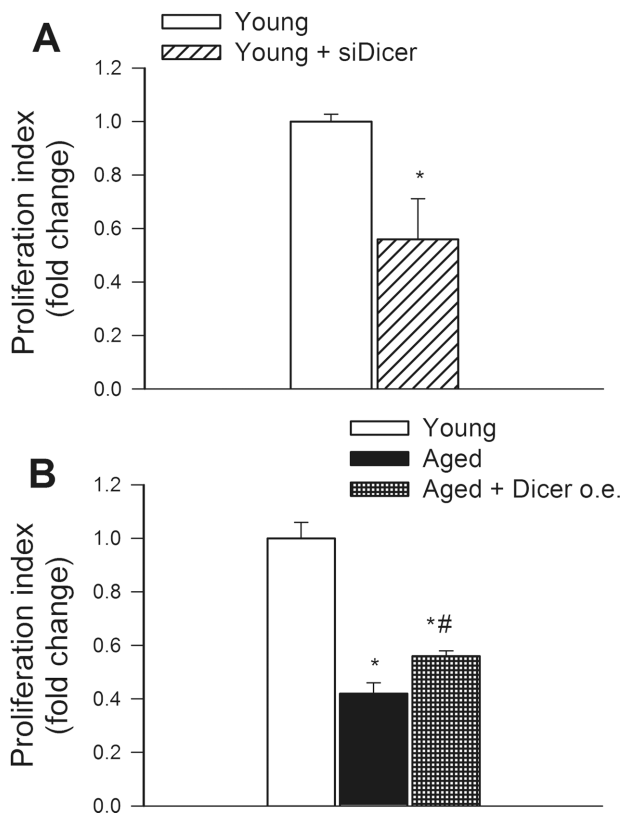 A
Young
Young + siDicer
Proliferation index
(fold change)
1.2
1.0
0.8
0.6
0.4
0.2
0.0
*
B
Young
Aged
Aged + Dicer o.e.
Proliferation index
(fold change)
1.2
1.0
0.8
0.6
0.4
0.2
0.0
*
*#